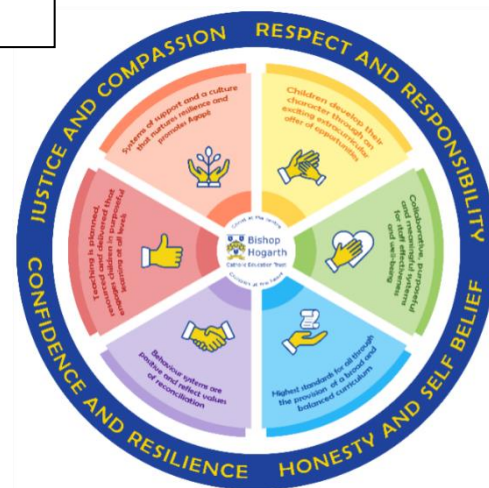 JUSTICE AND COMPASSION
RESPECT AND RESPONSIBILITY
HONESTY AND SELF BELIEF
CONFIDENCE AND RESILIENCE
Systems of support and a culture
that nurtures resilience and
promotes Agapé
Children develop their
character through an
exciting extracurricular
offer of opportunities
Collaborative, purposeful
and meaningful systems
for staff effectiveness
and well-being
Highest standards for all through
the provision of a broad and
balanced curriculum
Behaviour systems are
positive and reflect values
of reconciliation
Teaching is planned,
resourced and delivered that
engages children in purposeful
learning at all levels
Christ at the centre
Bishop
Hogarth
Catholic Education Trust
Children at the heart